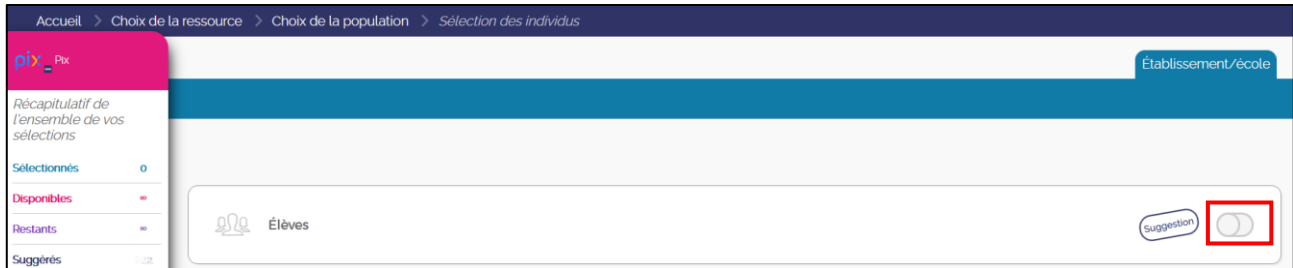 Accueil > Choix de la ressource > Choix de la population > Sélection des individus
pix_ Pix
Établissement/école
Récapitulatif de
l'ensemble de vos
sélections
Sélectionnés 0
Disponibles ∞
Élèves
Suggestion
Restants ∞
Suggérés